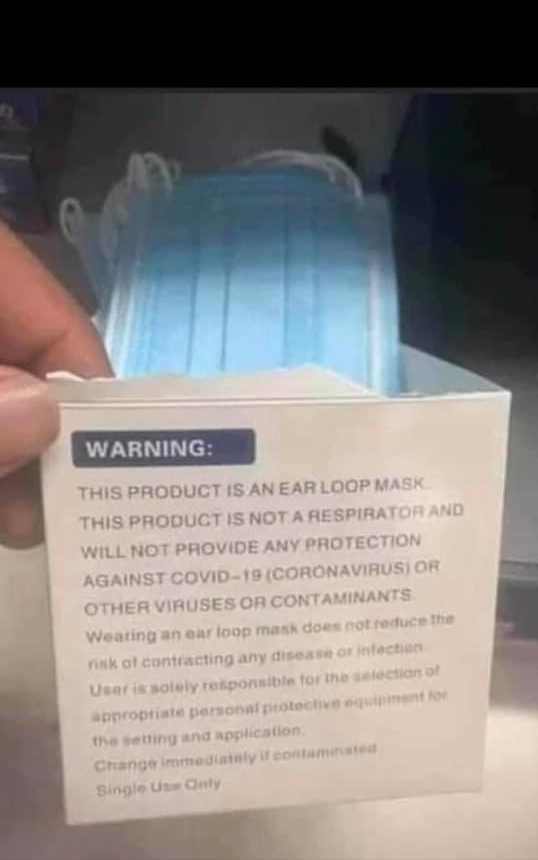 WARNING:
THIS PRODUCT IS AN EAR LOOP MASK.
THIS PRODUCT IS NOT A RESPIRATOR AND
WILL NOT PROVIDE ANY PROTECTION
AGAINST COVID-19 (CORONAVIRUS) OR
OTHER VIRUSES OR CONTAMINANTS.
Wearing an ear loop mask does not reduce the
risk of contracting any disease or infection.
User is solely responsible for the selection of
appropriate personal protective equipment for
the setting and application.
Change immediately if contaminated.
Single Use Only